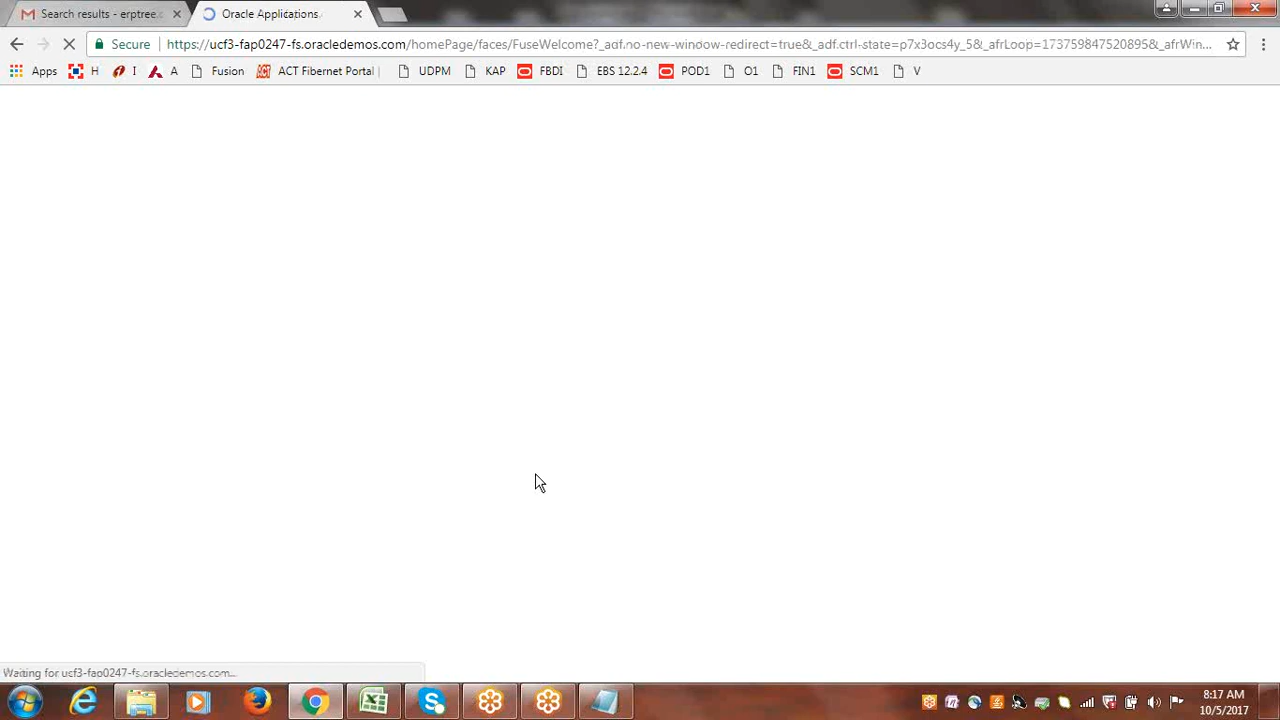 Search results - erptree.c
Oracle Applications
Secure
https://ucf3-fap0247-fs.oracledemos.com/homePage/faces/FuseWelcome?_adf.no-new-window-redirect=true&_adf.ctrl-state=p7x3ocs4y_5&_afrLoop=173759847520895&_afrWin...
Apps H I A Fusion ACT Fibernet Portal | UDPM KAP FBDI EBS 12.2.4 POD1 O1 FIN1 SCM1 V
Waiting for ucf3-fap0247-fs.oracledemos.com...
8:17 AM
10/5/2017